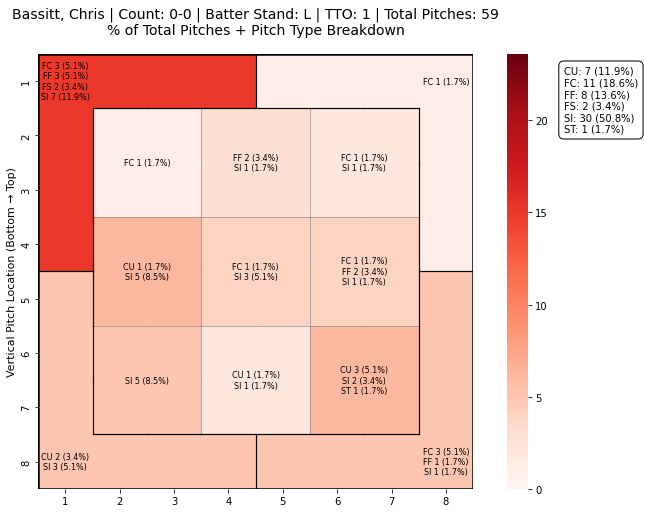 Bassitt, Chris | Count: 0-0 | Batter Stand: L | TTO: 1 | Total Pitches: 59
% of Total Pitches + Pitch Type Breakdown
FC 3 (5.1%)
FF 3 (5.1%)
FS 2 (3.4%)
SI 7 (11.9%)
FC 1 (1.7%)
FC 1 (1.7%)
FF 2 (3.4%)
SI 1 (1.7%)
FC 1 (1.7%)
SI 1 (1.7%)
CU 1 (1.7%)
SI 5 (8.5%)
FC 1 (1.7%)
SI 3 (5.1%)
FC 1 (1.7%)
FF 2 (3.4%)
SI 1 (1.7%)
SI 5 (8.5%)
CU 1 (1.7%)
SI 1 (1.7%)
CU 3 (5.1%)
SI 2 (3.4%)
ST 1 (1.7%)
CU 2 (3.4%)
SI 3 (5.1%)
FC 3 (5.1%)
FF 1 (1.7%)
SI 1 (1.7%)
Vertical Pitch Location (Bottom → Top)
1
2
3
4
5
6
7
8
1
2
3
4
5
6
7
8
20
15
10
5
0
CU: 7 (11.9%)
FC: 11 (18.6%)
FF: 8 (13.6%)
FS: 2 (3.4%)
SI: 30 (50.8%)
ST: 1 (1.7%)